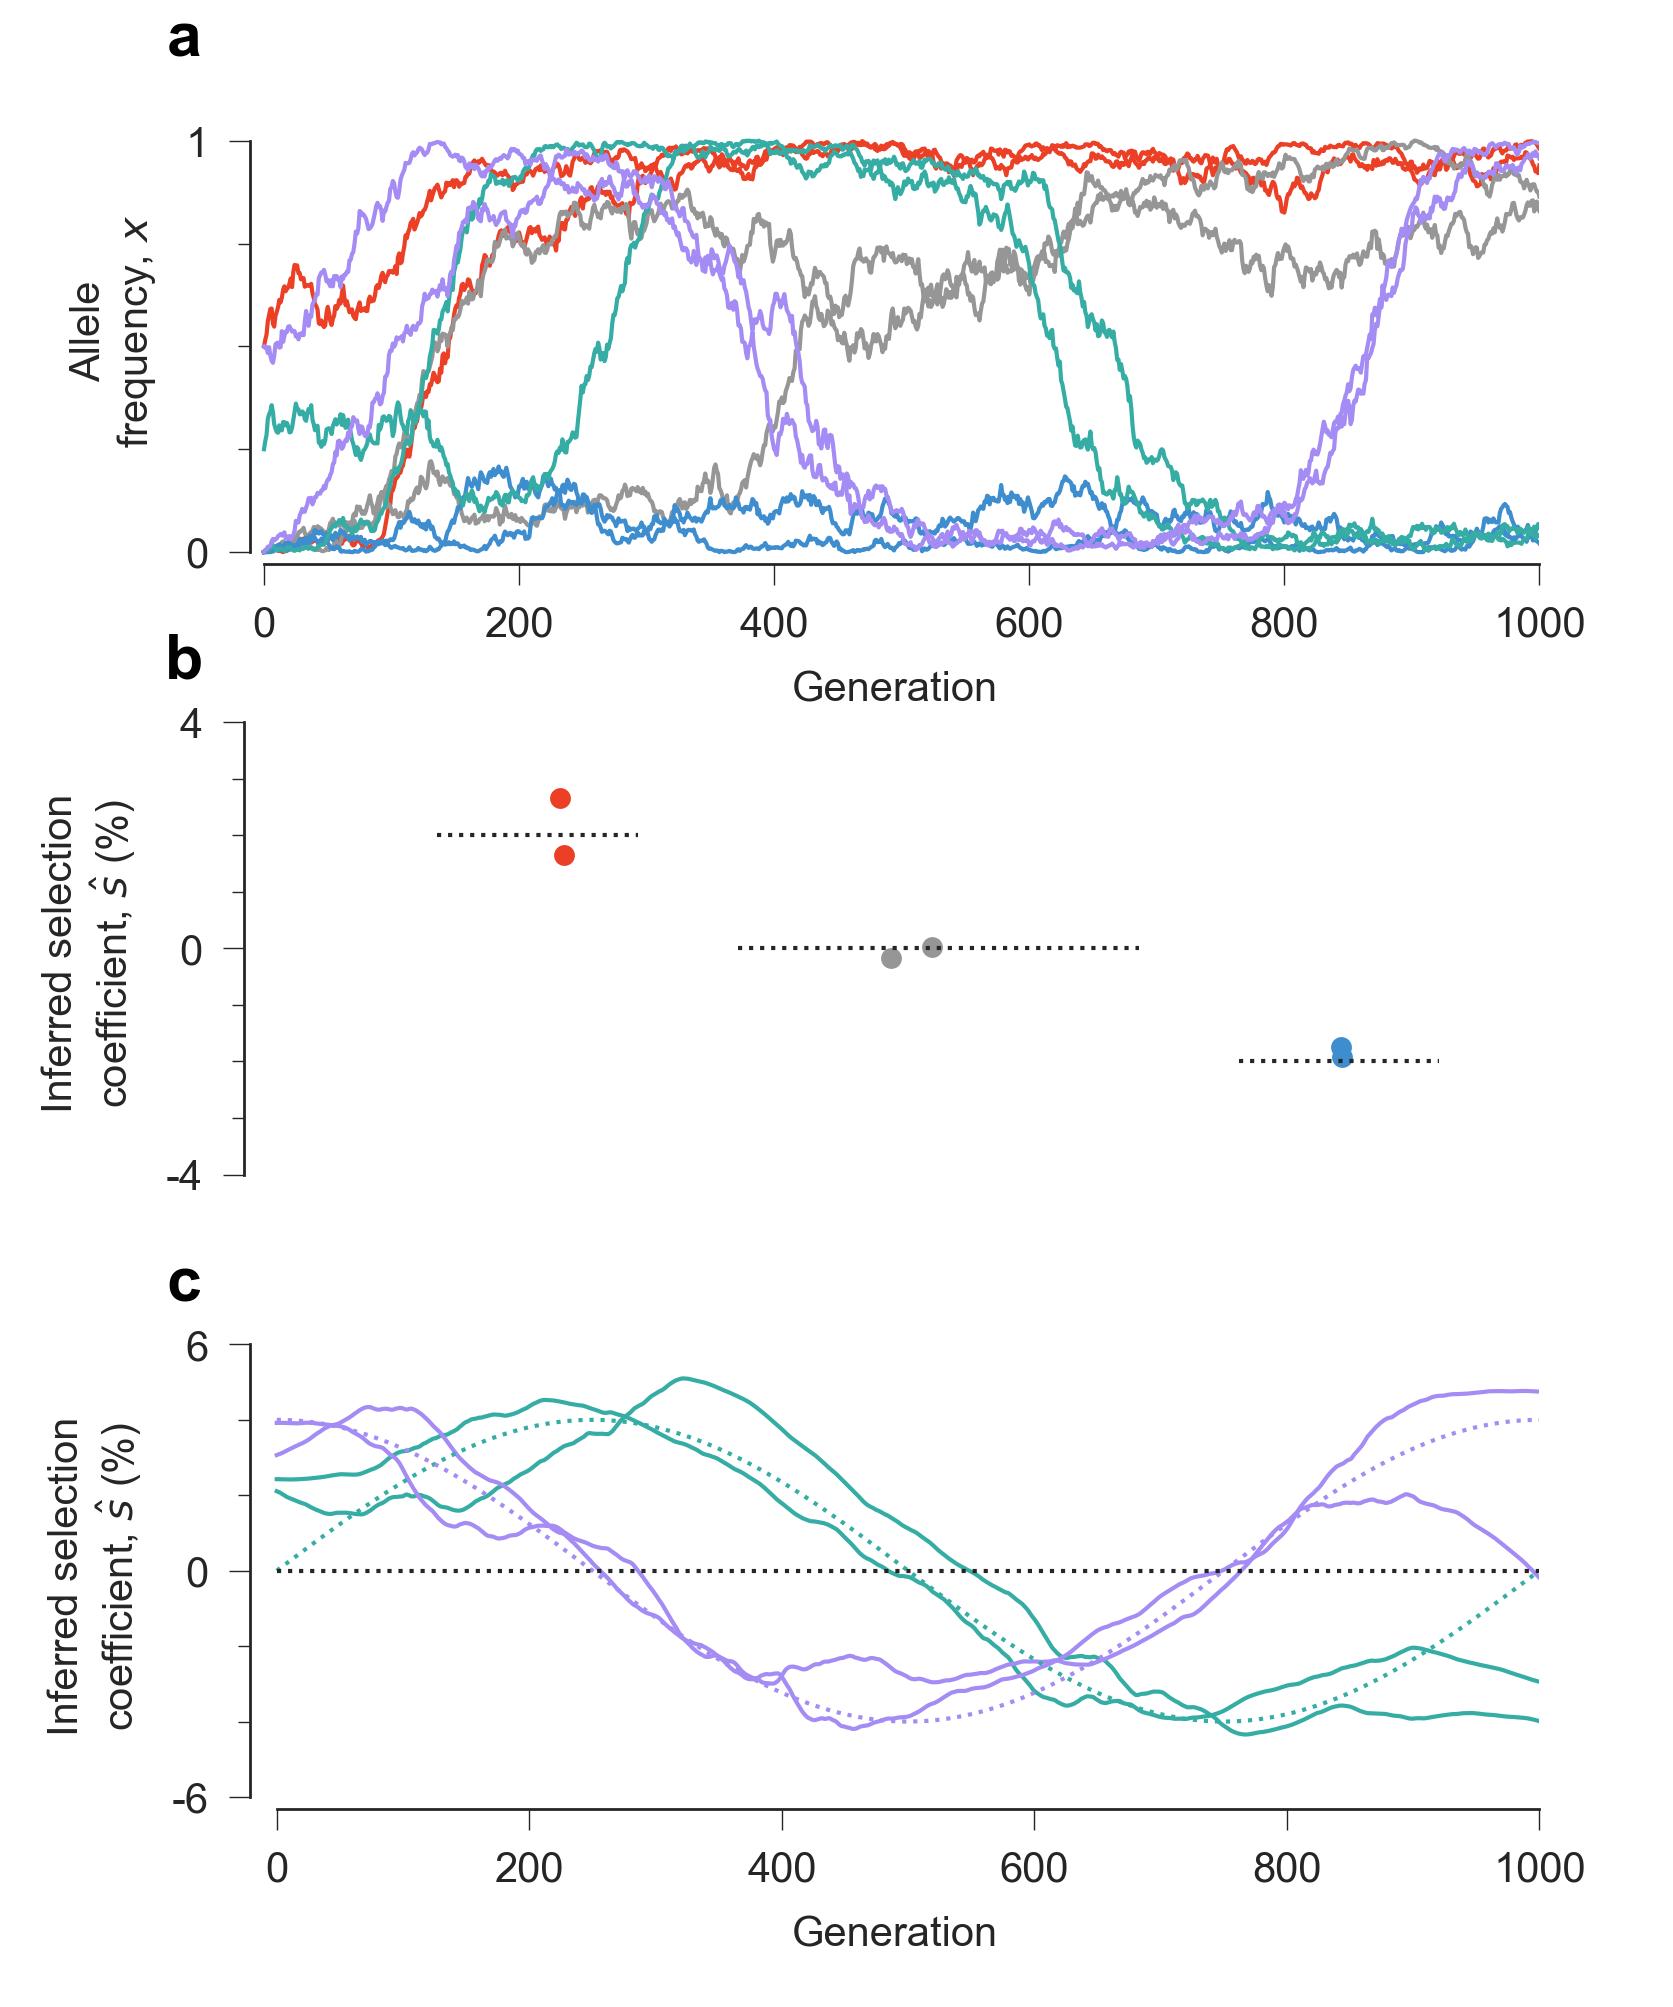 a
1
0
Allele
frequency, x
0 200 400 600 800 1000
Generation
b
4
0
-4
Inferred selection
coefficient, ŝ (%)
c
6
0
-6
Inferred selection
coefficient, ŝ (%)
0 200 400 600 800 1000
Generation